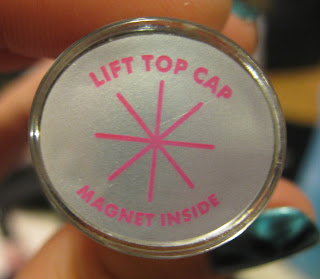 LIFT TOP CAP
MAGNET INSIDE